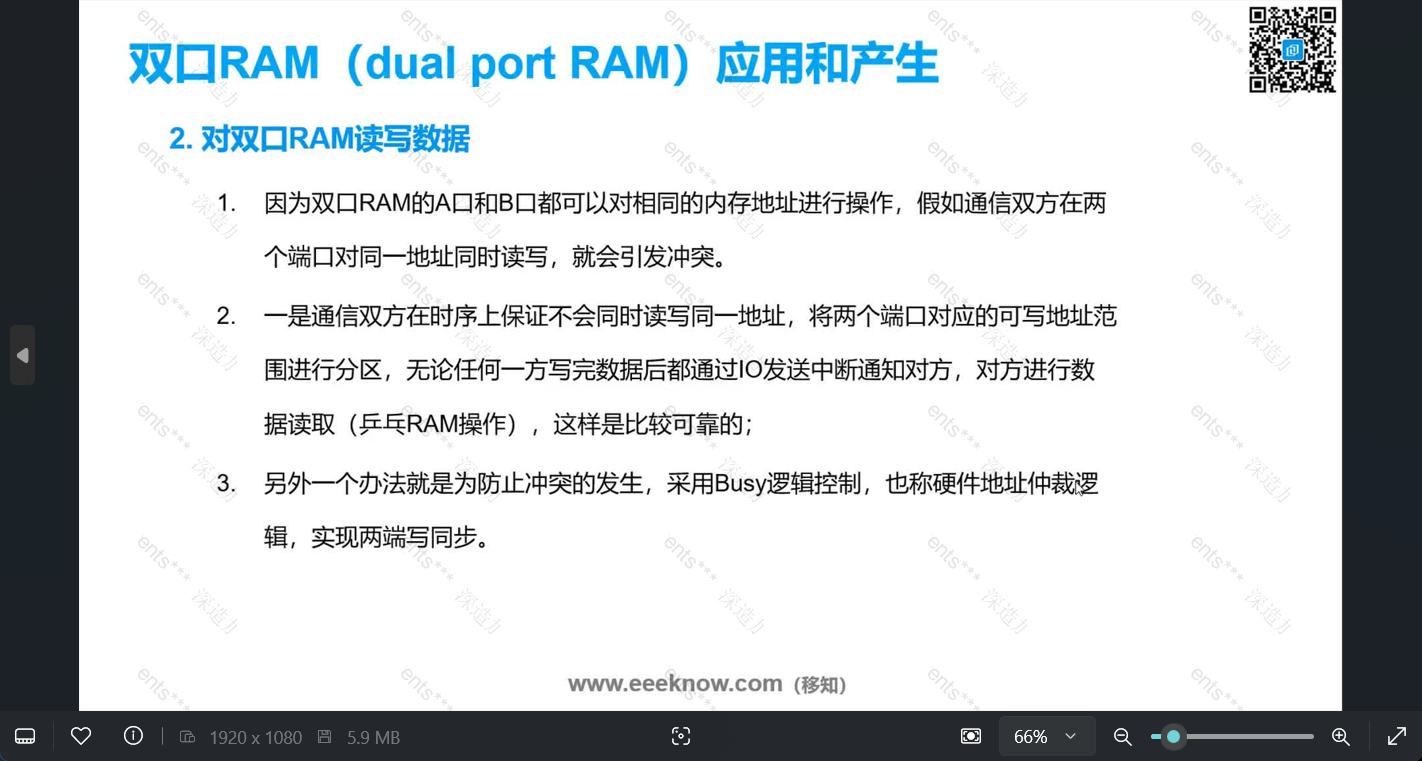 双口RAM（dual port RAM）应用和产生
2. 对双口RAM读写数据
1. 因为双口RAM的A口和B口都可以对相同的内存地址进行操作，假如通信双方在两
个端口对同一地址同时读写，就会引发冲突。
2. 一是通信双方在时序上保证不会同时读写同一地址，将两个端口对应的可写地址范
围进行分区，无论任何一方写完数据后都通过IO发送中断通知对方，对方进行数
据读取（乒乓RAM操作），这样是比较可靠的；
3. 另外一个办法就是为防止冲突的发生，采用Busy逻辑控制，也称硬件地址仲裁逻
辑，实现两端写同步。
www.eeeknow.com（移知）
1920 x 1080 5.9 MB 66%